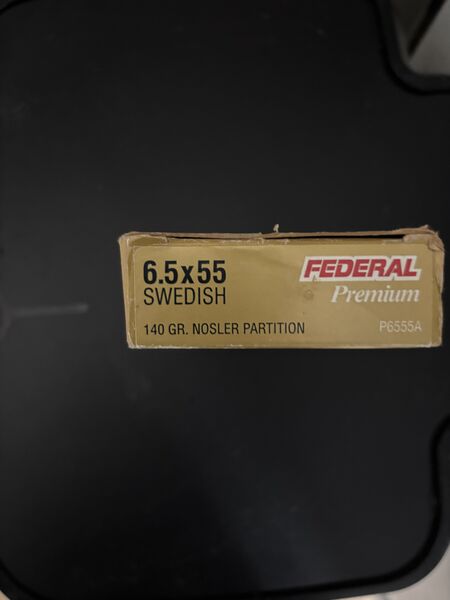 6.5x55
SWEDISH
140 GR. NOSLER PARTITION
FEDERAL
Premium
P6555A